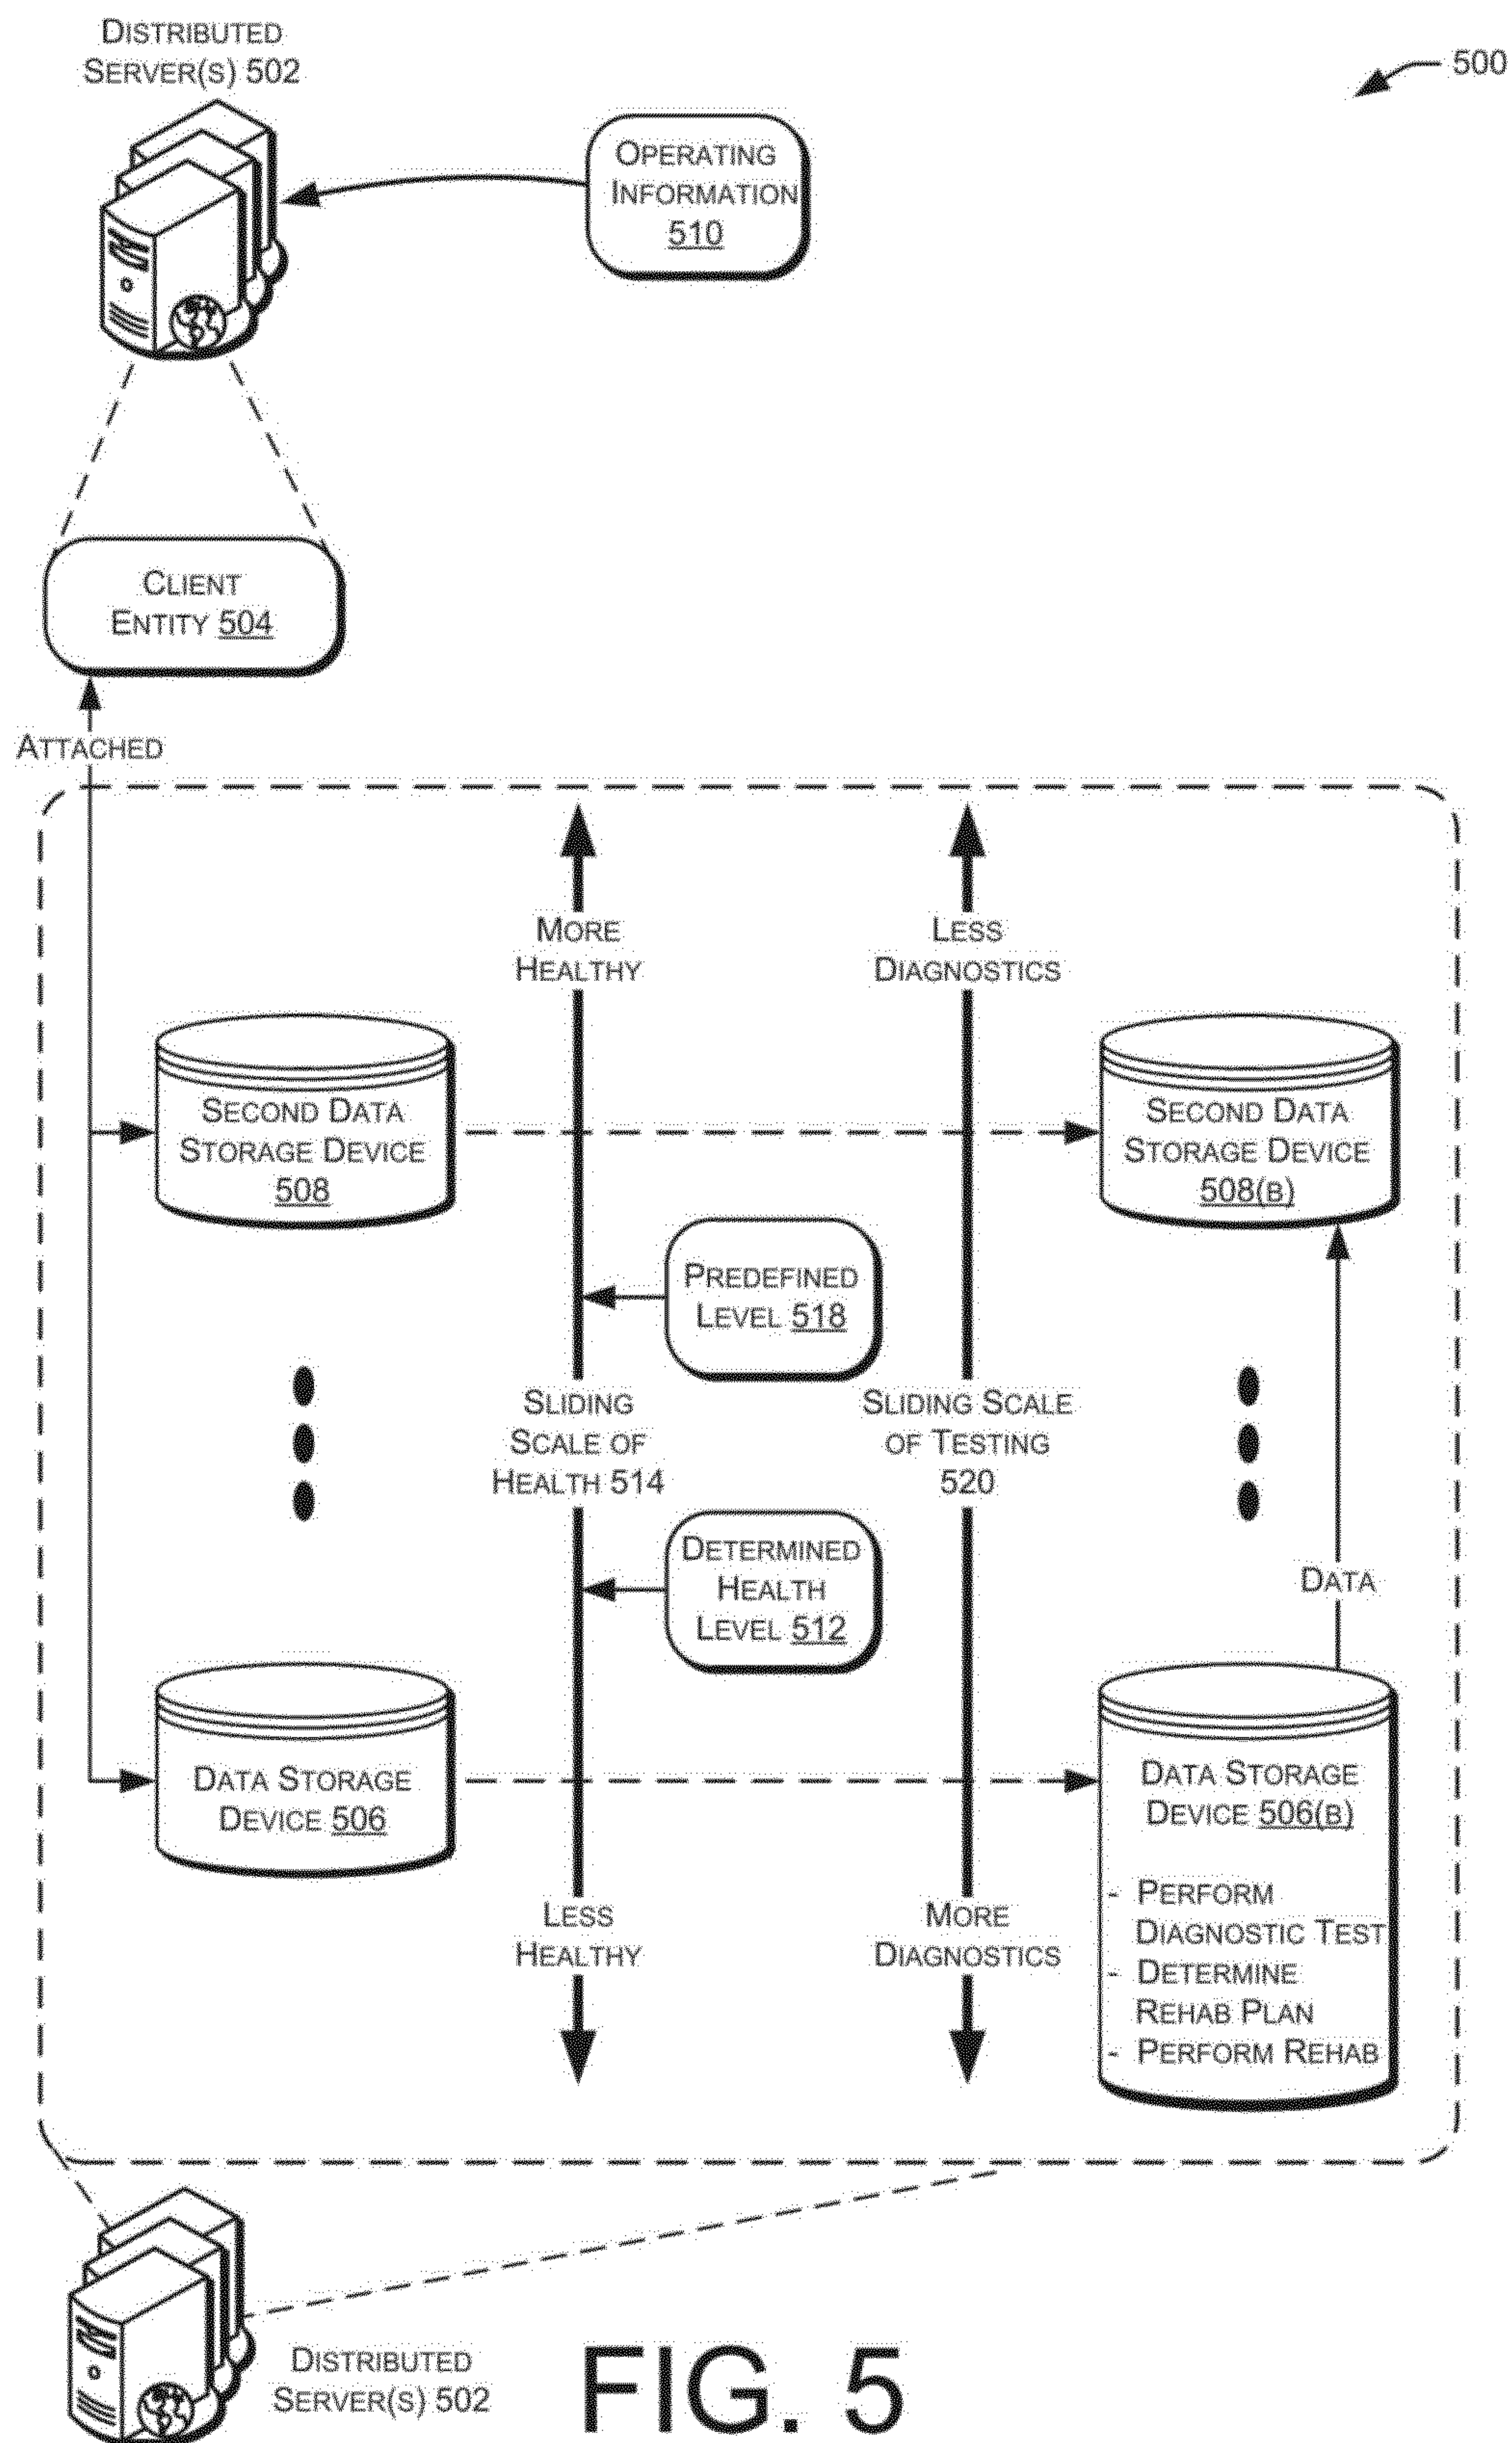 DISTRIBUTED
SERVER(S) 502
500
OPERATING
INFORMATION
510
CLIENT
ENTITY 504
ATTACHED
MORE
HEALTHY
LESS
DIAGNOSTICS
SECOND DATA
STORAGE DEVICE
508
SECOND DATA
STORAGE DEVICE
508(B)
PREDEFINED
LEVEL 518
SLIDING
SCALE OF
HEALTH 514
SLIDING SCALE
OF TESTING
520
DETERMINED
HEALTH
LEVEL 512
DATA
DATA STORAGE
DEVICE 506
DATA STORAGE
DEVICE 506(B)
- PERFORM
DIAGNOSTIC TEST
- DETERMINE
REHAB PLAN
- PERFORM REHAB
LESS
HEALTHY
MORE
DIAGNOSTICS
DISTRIBUTED
SERVER(S) 502
FIG. 5